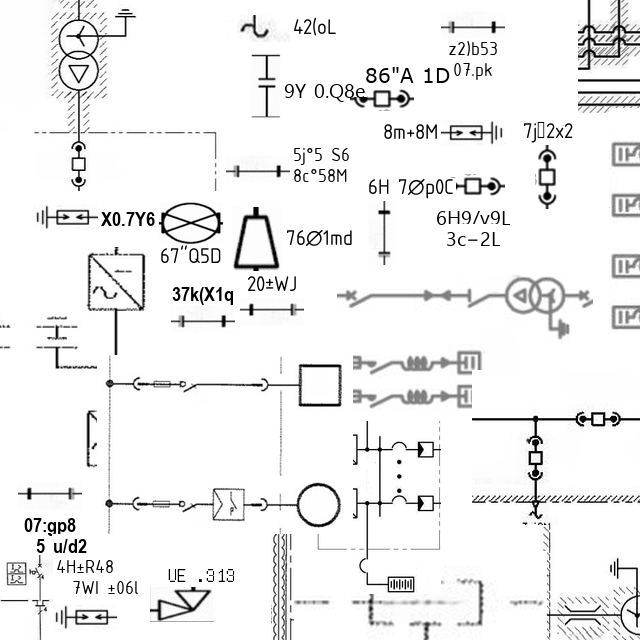 42(oL
z2)b53
07.pk
86"A 1D
9Y 0.Q8e
8m+8M
5j°5 S6
8c°58M
6H 7∅p0C
X0.7Y6
6H9/v9L
3c-2L
67"Q5D
76∅1md
20±WJ
37k(X1q
07:gp8
5 u/d2
4H±R48
7WI ±06l
UE .313